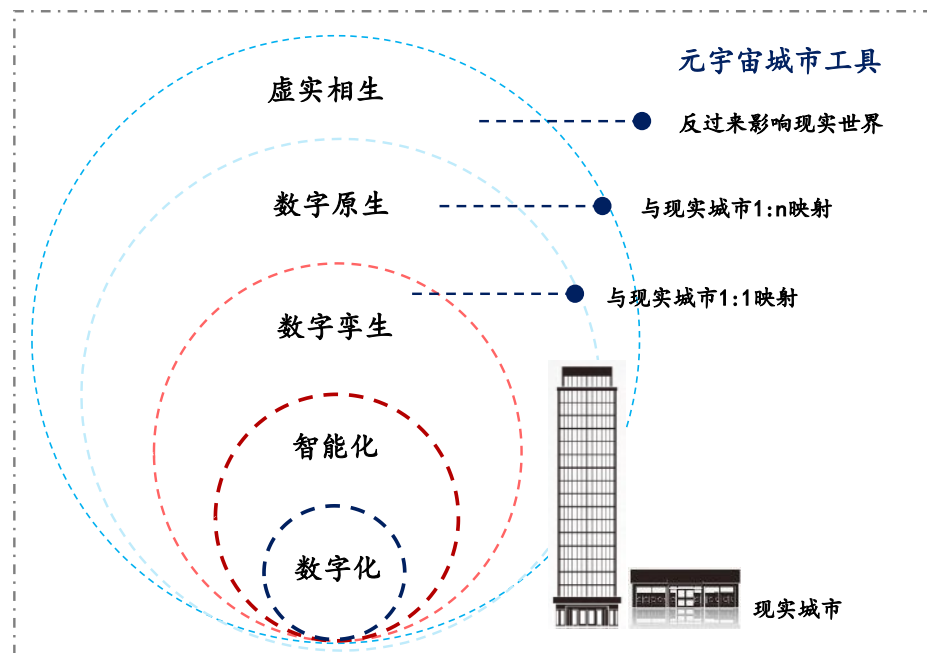 元宇宙城市工具
虚实相生
反过来影响现实世界
数字原生
与现实城市1:n映射
与现实城市1:1映射
数字孪生
智能化
数字化
现实城市